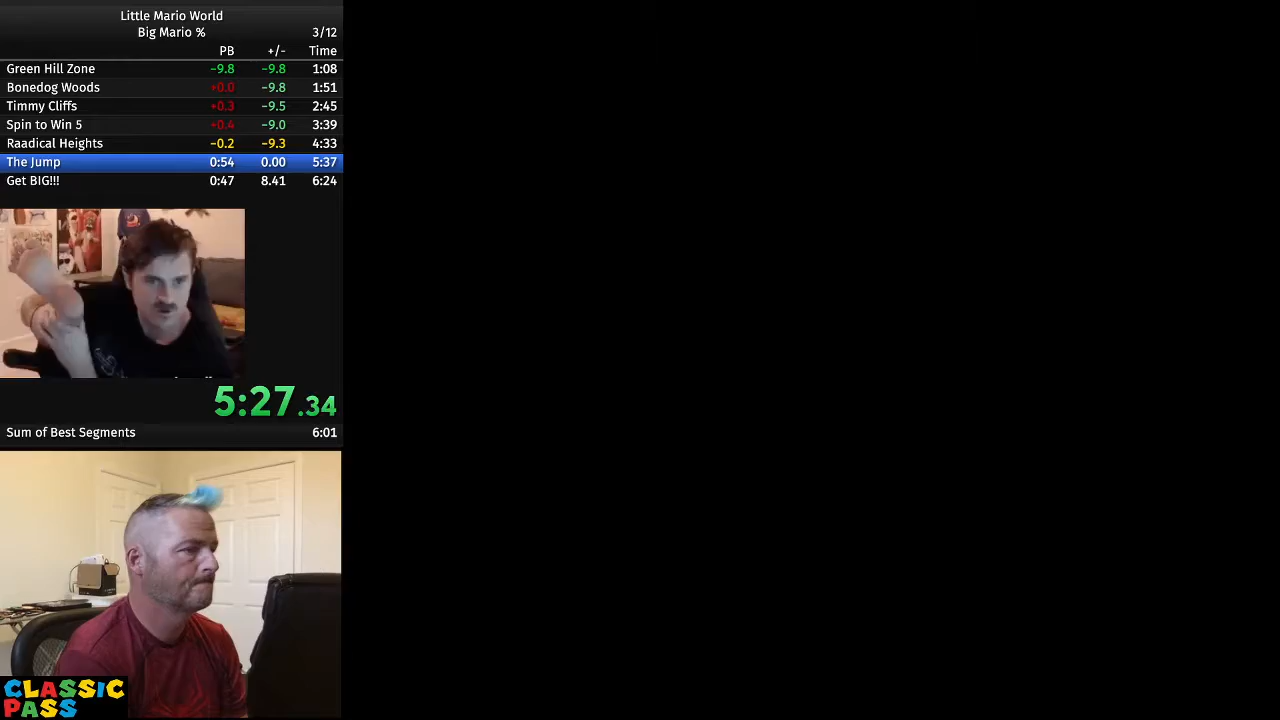 Little Mario World
Big Mario %
3/12
PB +/- Time
Green Hill Zone −9.8 −9.8 1:08
Bonedog Woods +0.0 −9.8 1:51
Timmy Cliffs +0.3 −9.5 2:45
Spin to Win 5 +0.4 −9.0 3:39
Raadical Heights −0.2 −9.3 4:33
The Jump 0:54 0.00 5:37
Get BIG!!! 0:47 8.41 6:24
5:27.34
Sum of Best Segments 6:01
CLASSIC
PASS